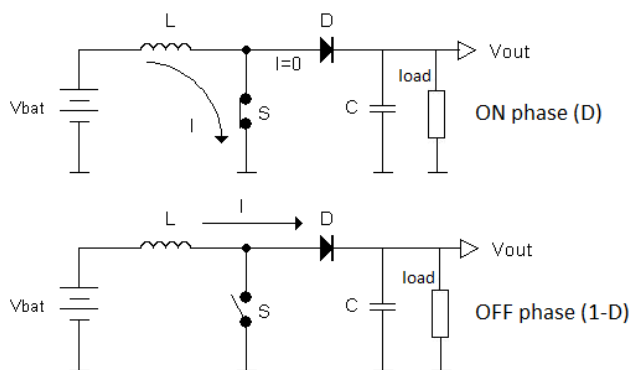 L
D
I=0
Vout
Vbat
I
S
C
load
ON phase (D)
L
I
D
Vout
Vbat
S
C
load
OFF phase (1-D)